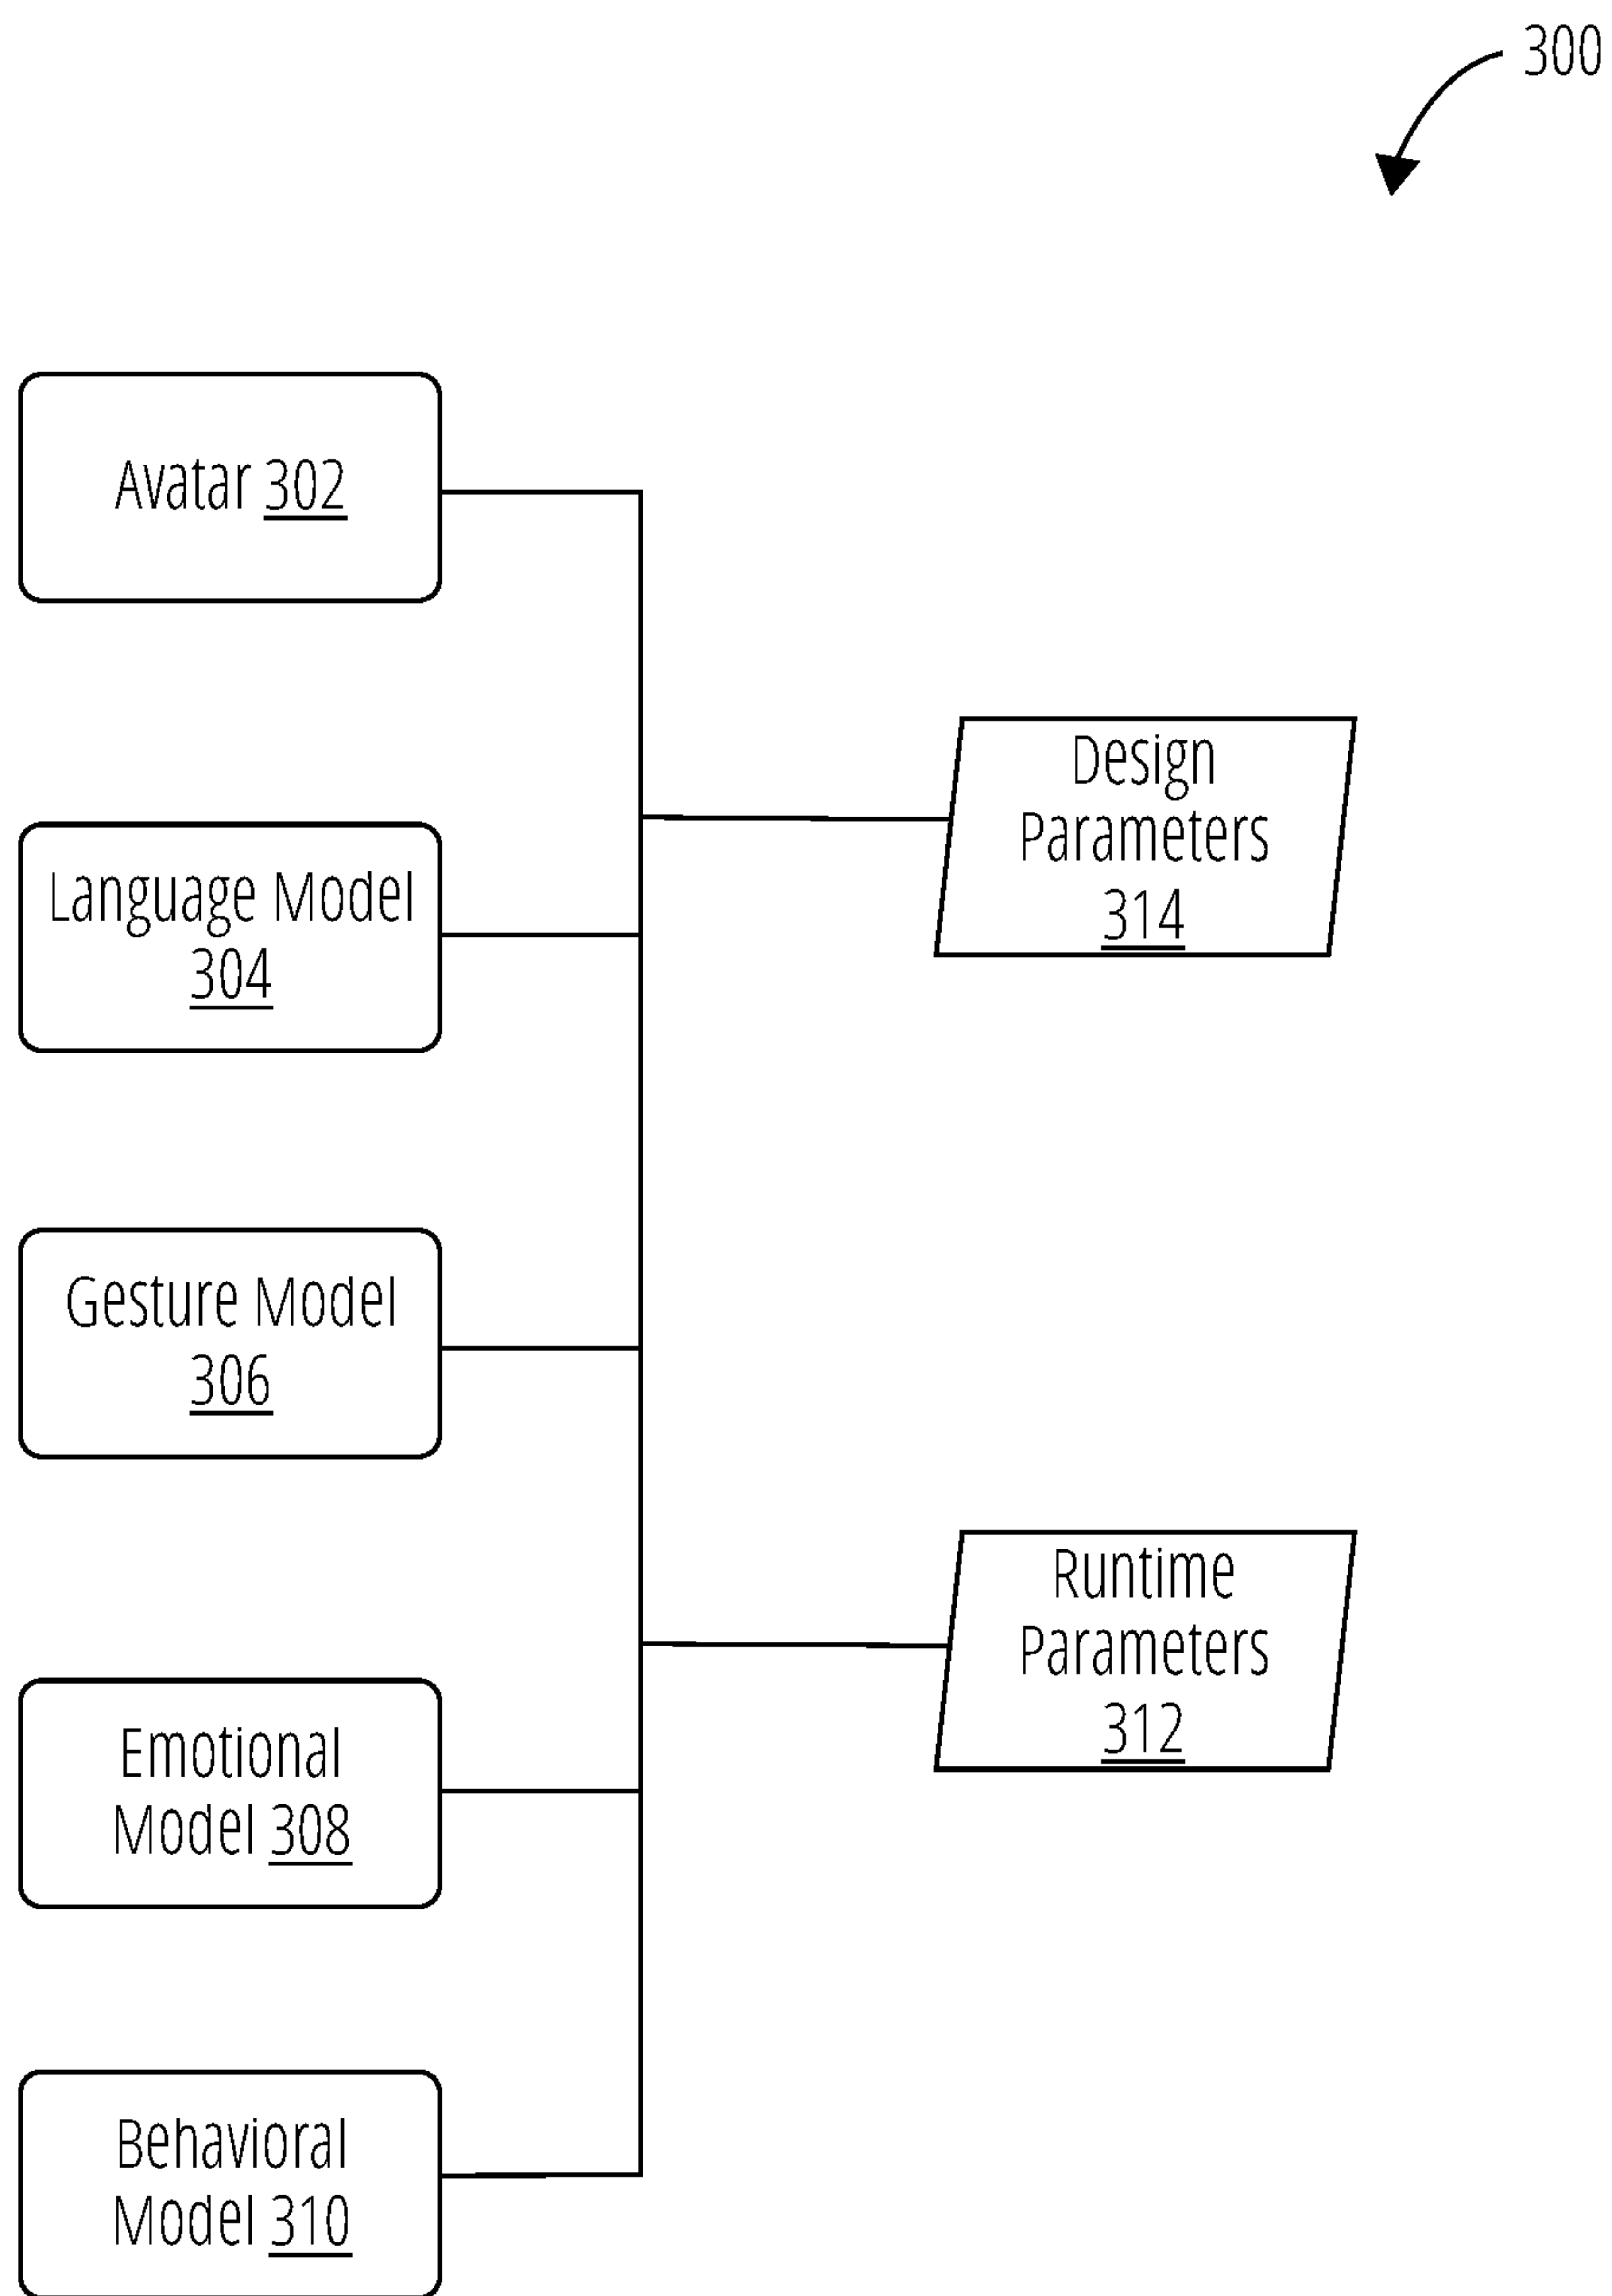 300
Avatar 302
Design
Parameters
314
Language Model
304
Gesture Model
306
Runtime
Parameters
312
Emotional
Model 308
Behavioral
Model 310